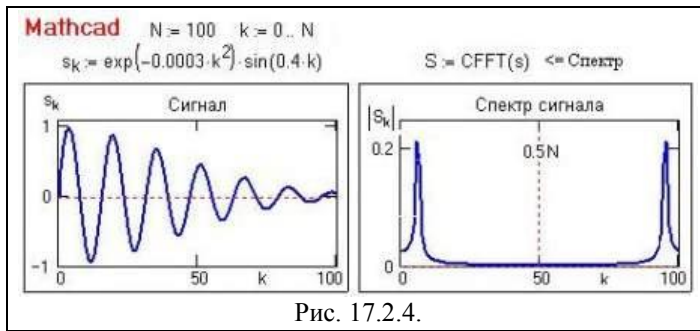 Mathcad N := 100 k := 0.. N
s_k := exp(-0.0003·k²)·sin(0.4·k) S := CFFT(s) <= Спектр
s_k Сигнал
1
0
-1
0 50 k 100
|S_k| Спектр сигнала
0.2 0.5N
0
0 50 k 100
Рис. 17.2.4.